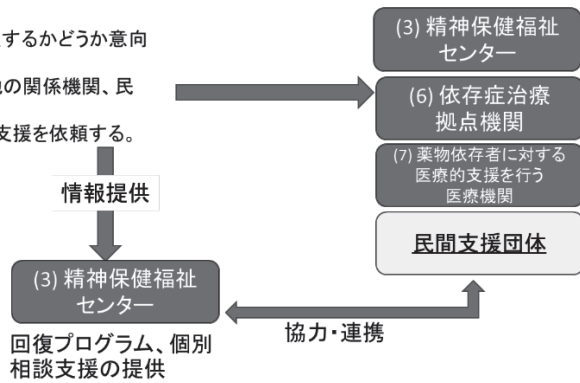 するかどうか意向
の関係機関、民
支援を依頼する。
情報提供
(3) 精神保健福祉
センター
回復プログラム、個別
相談支援の提供
(3) 精神保健福祉
センター
(6) 依存症治療
拠点機関
(7) 薬物依存者に対する
医療的支援を行う
医療機関
民間支援団体
協力・連携